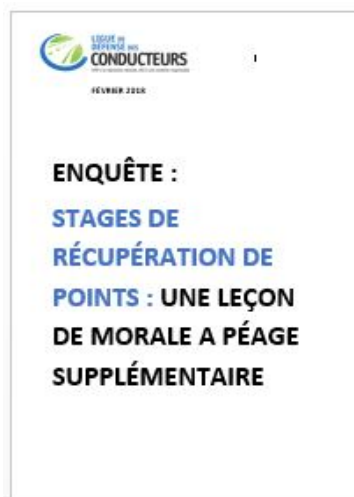 LIGUE DE
DÉFENSE DES
CONDUCTEURS
FÉVRIER 2018
ENQUÊTE :
STAGES DE
RÉCUPÉRATION DE
POINTS : UNE LEÇON
DE MORALE A PÉAGE
SUPPLÉMENTAIRE